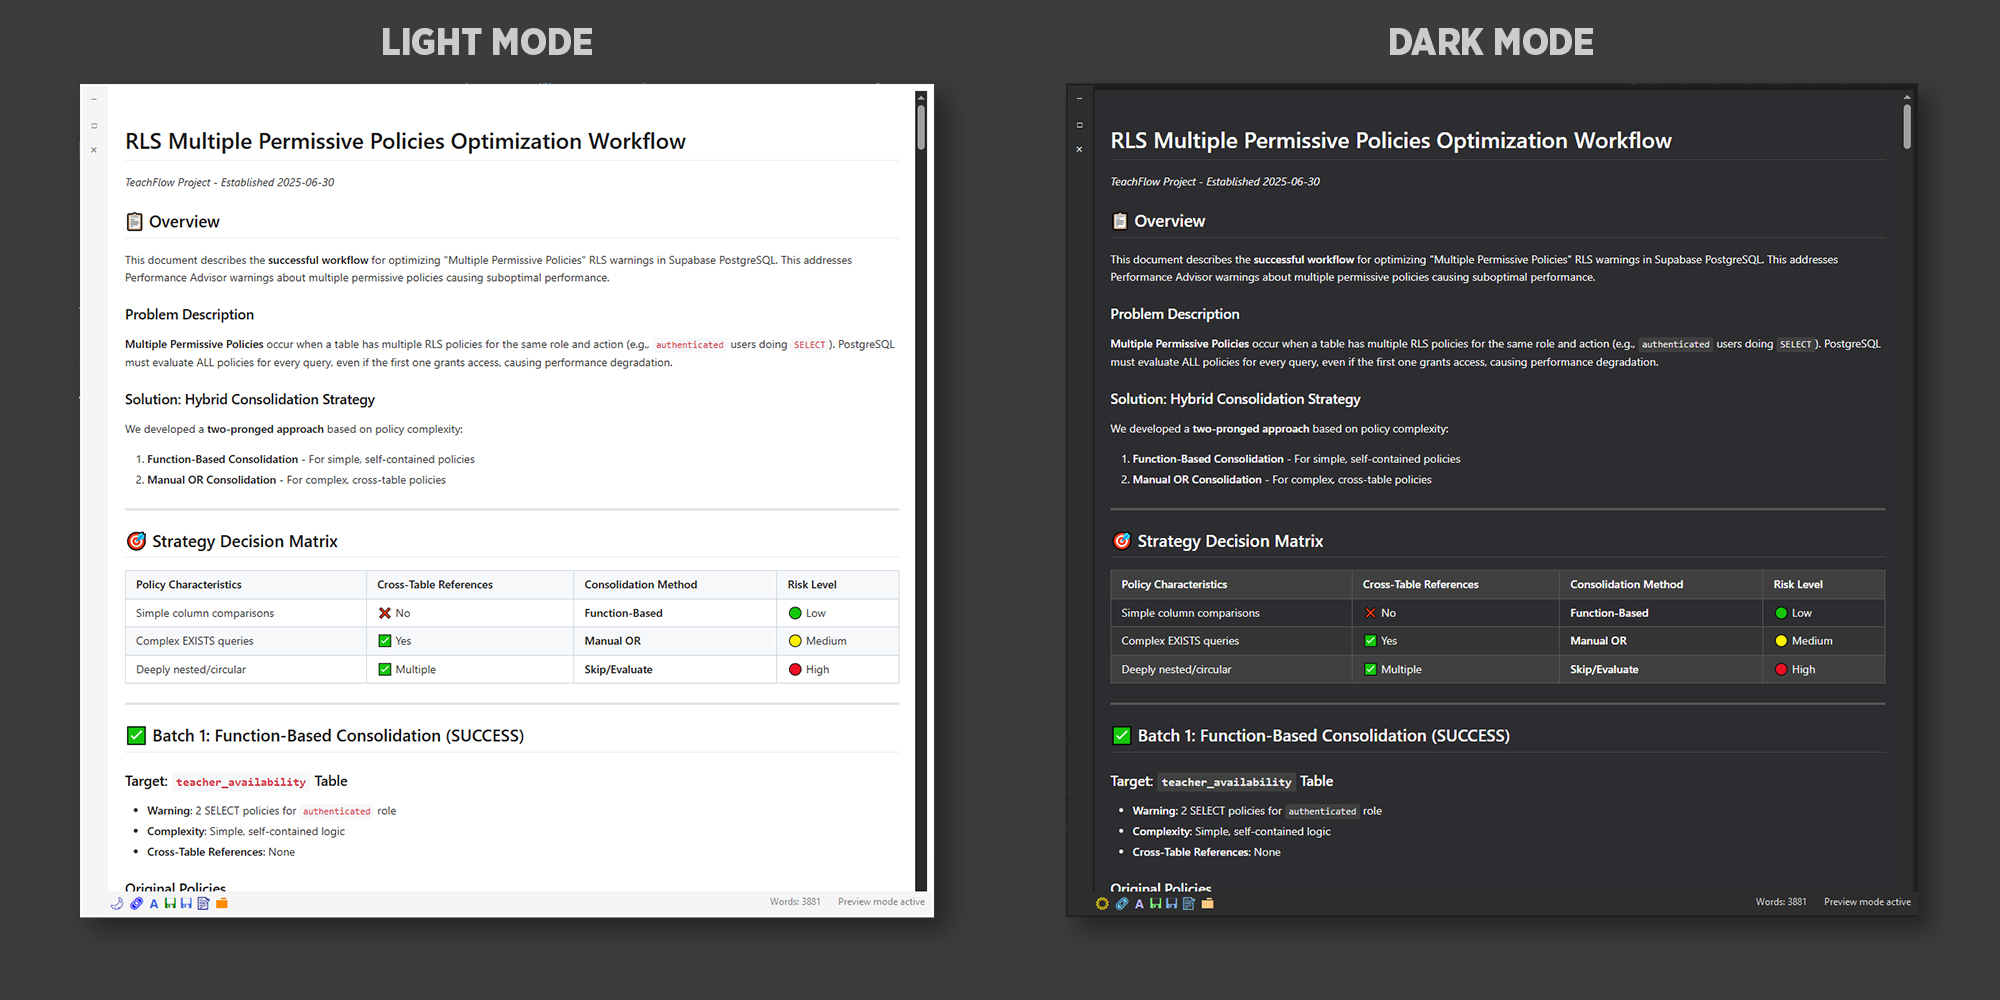 LIGHT MODE
RLS Multiple Permissive Policies Optimization Workflow
TeachFlow Project - Established 2025-06-30
📋 Overview
This document describes the successful workflow for optimizing "Multiple Permissive Policies" RLS warnings in Supabase PostgreSQL. This addresses
Performance Advisor warnings about multiple permissive policies causing suboptimal performance.
Problem Description
Multiple Permissive Policies occur when a table has multiple RLS policies for the same role and action (e.g., authenticated users doing SELECT). PostgreSQL
must evaluate ALL policies for every query, even if the first one grants access, causing performance degradation.
Solution: Hybrid Consolidation Strategy
We developed a two-pronged approach based on policy complexity:
1. Function-Based Consolidation - For simple, self-contained policies
2. Manual OR Consolidation - For complex, cross-table policies
🎯 Strategy Decision Matrix
Policy Characteristics Cross-Table References Consolidation Method Risk Level
Simple column comparisons ❌ No Function-Based 🟢 Low
Complex EXISTS queries ✅ Yes Manual OR 🟡 Medium
Deeply nested/circular ✅ Multiple Skip/Evaluate 🔴 High
✅ Batch 1: Function-Based Consolidation (SUCCESS)
Target: teacher_availability Table
• Warning: 2 SELECT policies for authenticated role
• Complexity: Simple, self-contained logic
• Cross-Table References: None
Original Policies
Words: 3881 Preview mode active
DARK MODE
RLS Multiple Permissive Policies Optimization Workflow
TeachFlow Project - Established 2025-06-30
📋 Overview
This document describes the successful workflow for optimizing "Multiple Permissive Policies" RLS warnings in Supabase PostgreSQL. This addresses
Performance Advisor warnings about multiple permissive policies causing suboptimal performance.
Problem Description
Multiple Permissive Policies occur when a table has multiple RLS policies for the same role and action (e.g., authenticated users doing SELECT). PostgreSQL
must evaluate ALL policies for every query, even if the first one grants access, causing performance degradation.
Solution: Hybrid Consolidation Strategy
We developed a two-pronged approach based on policy complexity:
1. Function-Based Consolidation - For simple, self-contained policies
2. Manual OR Consolidation - For complex, cross-table policies
🎯 Strategy Decision Matrix
Policy Characteristics Cross-Table References Consolidation Method Risk Level
Simple column comparisons ❌ No Function-Based 🟢 Low
Complex EXISTS queries ✅ Yes Manual OR 🟡 Medium
Deeply nested/circular ✅ Multiple Skip/Evaluate 🔴 High
✅ Batch 1: Function-Based Consolidation (SUCCESS)
Target: teacher_availability Table
• Warning: 2 SELECT policies for authenticated role
• Complexity: Simple, self-contained logic
• Cross-Table References: None
Original Policies
Words: 3881 Preview mode active